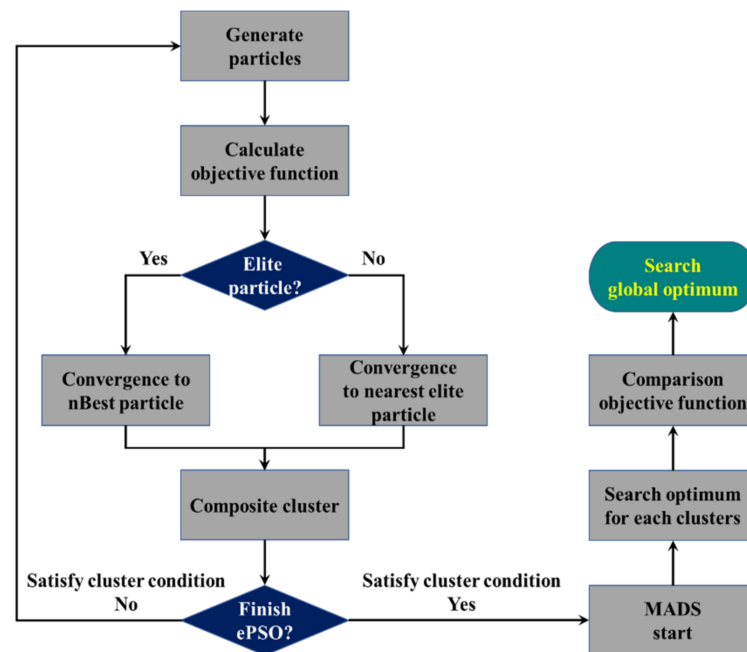 Generate
particles
Calculate
objective function
Yes
Elite
particle?
No
Convergence to
nBest particle
Convergence
to nearest elite
particle
Composite cluster
Satisfy cluster condition
No
Finish
ePSO?
Satisfy cluster condition
Yes
MADS
start
Search optimum
for each clusters
Comparison
objective function
Search
global optimum